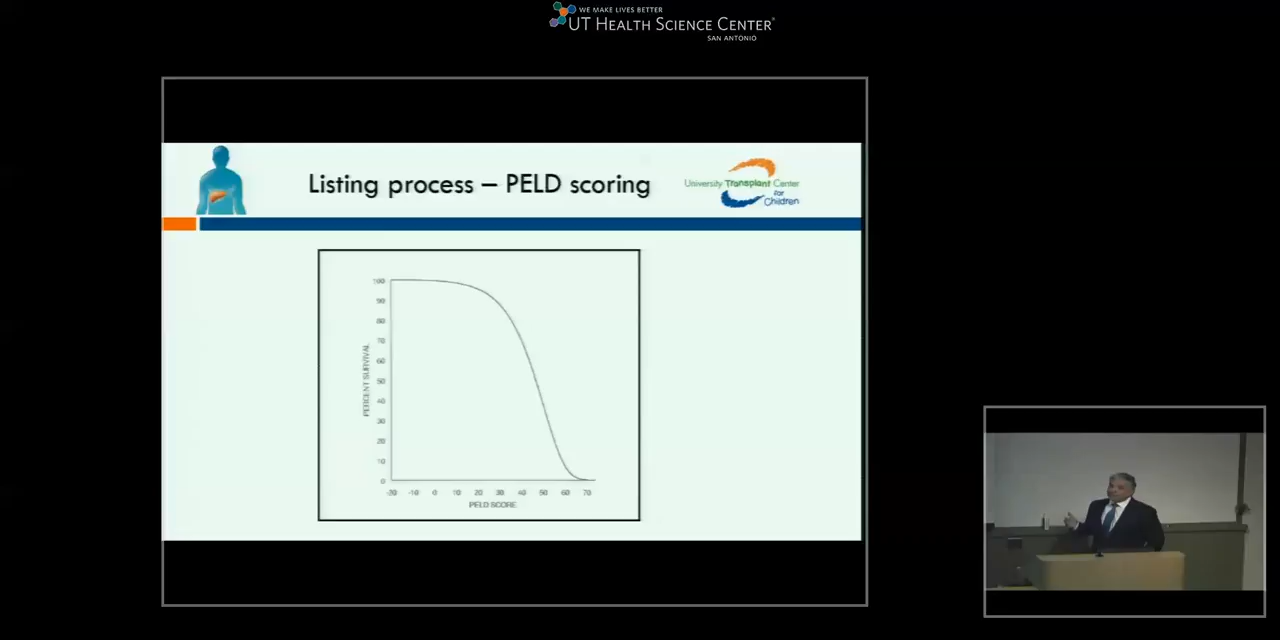 WE MAKE LIVES BETTER
UT HEALTH SCIENCE CENTER®
SAN ANTONIO
Listing process – PELD scoring
University Transplant Center
for
Children
100
90
80
70
60
50
40
30
20
10
0
PERCENT SURVIVAL
-20 -10 0 10 20 30 40 50 60 70
PELD SCORE